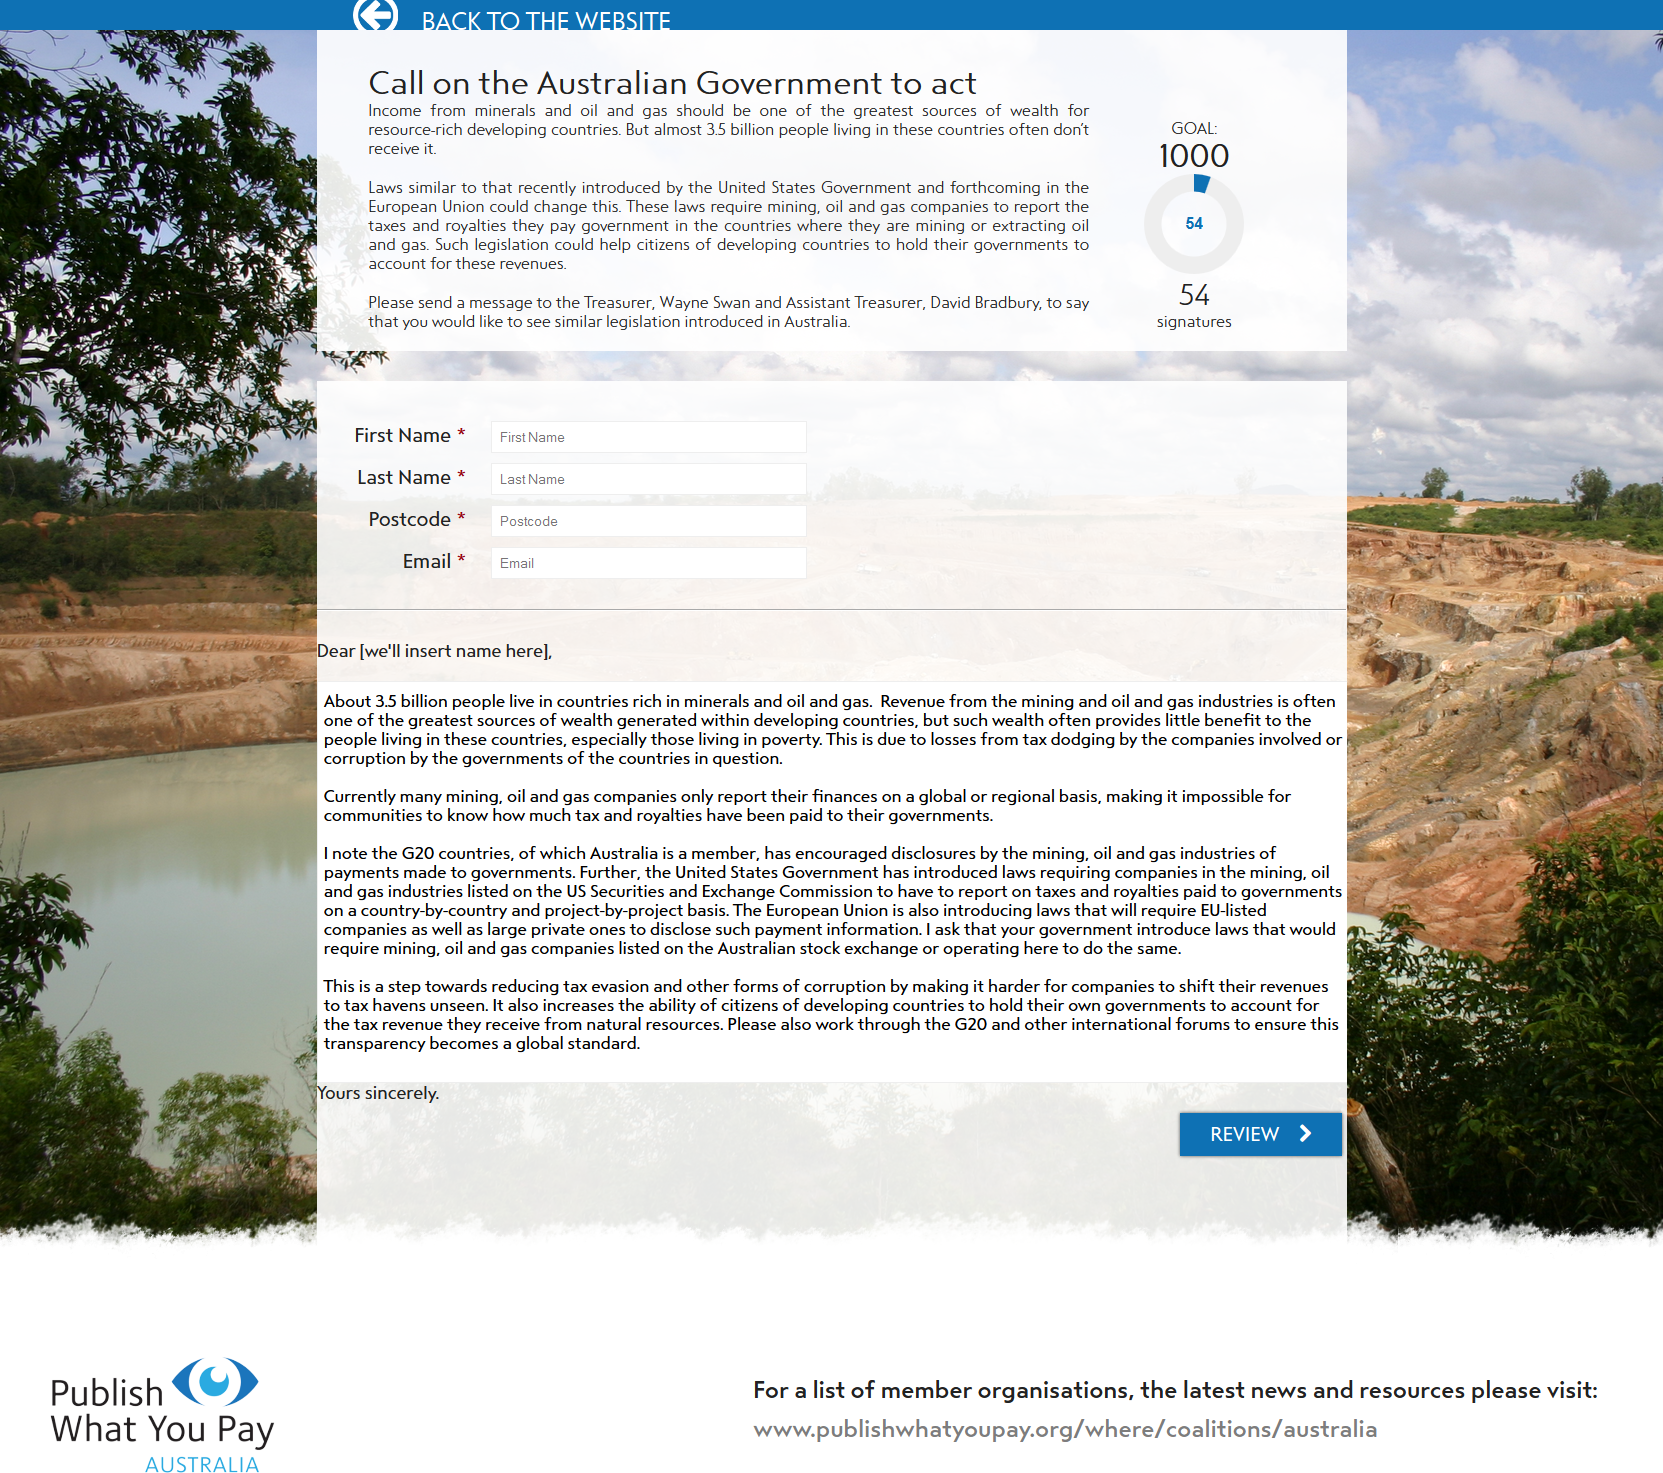 BACK TO THE WEBSITE
Call on the Australian Government to act
Income from minerals and oil and gas should be one of the greatest sources of wealth for
resource-rich developing countries. But almost 3.5 billion people living in these countries often don't
receive it.
Laws similar to that recently introduced by the United States Government and forthcoming in the
European Union could change this. These laws require mining, oil and gas companies to report the
taxes and royalties they pay government in the countries where they are mining or extracting oil
and gas. Such legislation could help citizens of developing countries to hold their governments to
account for these revenues.
Please send a message to the Treasurer, Wayne Swan and Assistant Treasurer, David Bradbury, to say
that you would like to see similar legislation introduced in Australia.
GOAL:
1000
54
54
signatures
First Name *
First Name
Last Name *
Last Name
Postcode *
Postcode
Email *
Email
Dear [we'll insert name here],
About 3.5 billion people live in countries rich in minerals and oil and gas.  Revenue from the mining and oil and gas industries is often
one of the greatest sources of wealth generated within developing countries, but such wealth often provides little benefit to the
people living in these countries, especially those living in poverty. This is due to losses from tax dodging by the companies involved or
corruption by the governments of the countries in question.
Currently many mining, oil and gas companies only report their finances on a global or regional basis, making it impossible for
communities to know how much tax and royalties have been paid to their governments.
I note the G20 countries, of which Australia is a member, has encouraged disclosures by the mining, oil and gas industries of
payments made to governments. Further, the United States Government has introduced laws requiring companies in the mining, oil
and gas industries listed on the US Securities and Exchange Commission to have to report on taxes and royalties paid to governments
on a country-by-country and project-by-project basis. The European Union is also introducing laws that will require EU-listed
companies as well as large private ones to disclose such payment information. I ask that your government introduce laws that would
require mining, oil and gas companies listed on the Australian stock exchange or operating here to do the same.
This is a step towards reducing tax evasion and other forms of corruption by making it harder for companies to shift their revenues
to tax havens unseen. It also increases the ability of citizens of developing countries to hold their own governments to account for
the tax revenue they receive from natural resources. Please also work through the G20 and other international forums to ensure this
transparency becomes a global standard.
Yours sincerely.
REVIEW
Publish
What You Pay
AUSTRALIA
For a list of member organisations, the latest news and resources please visit:
www.publishwhatyoupay.org/where/coalitions/australia